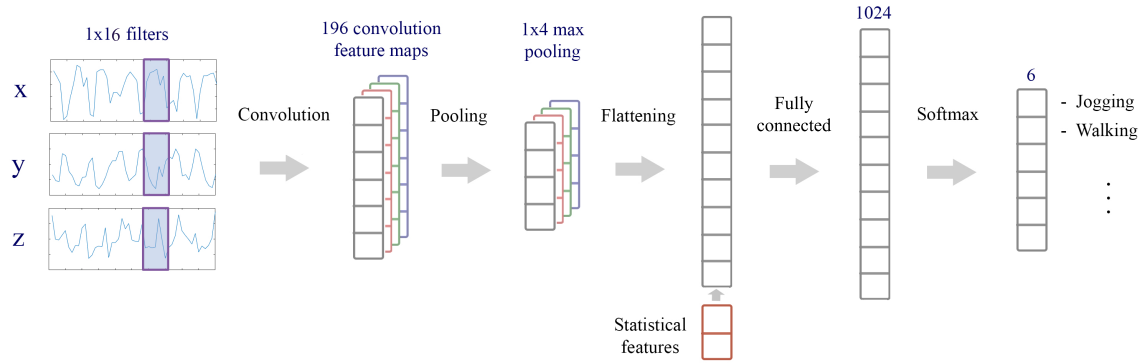 1x16 filters
x
y
z
Convolution
196 convolution
feature maps
Pooling
1x4 max
pooling
Flattening
Statistical
features
Fully
connected
1024
Softmax
6
- Jogging
- Walking